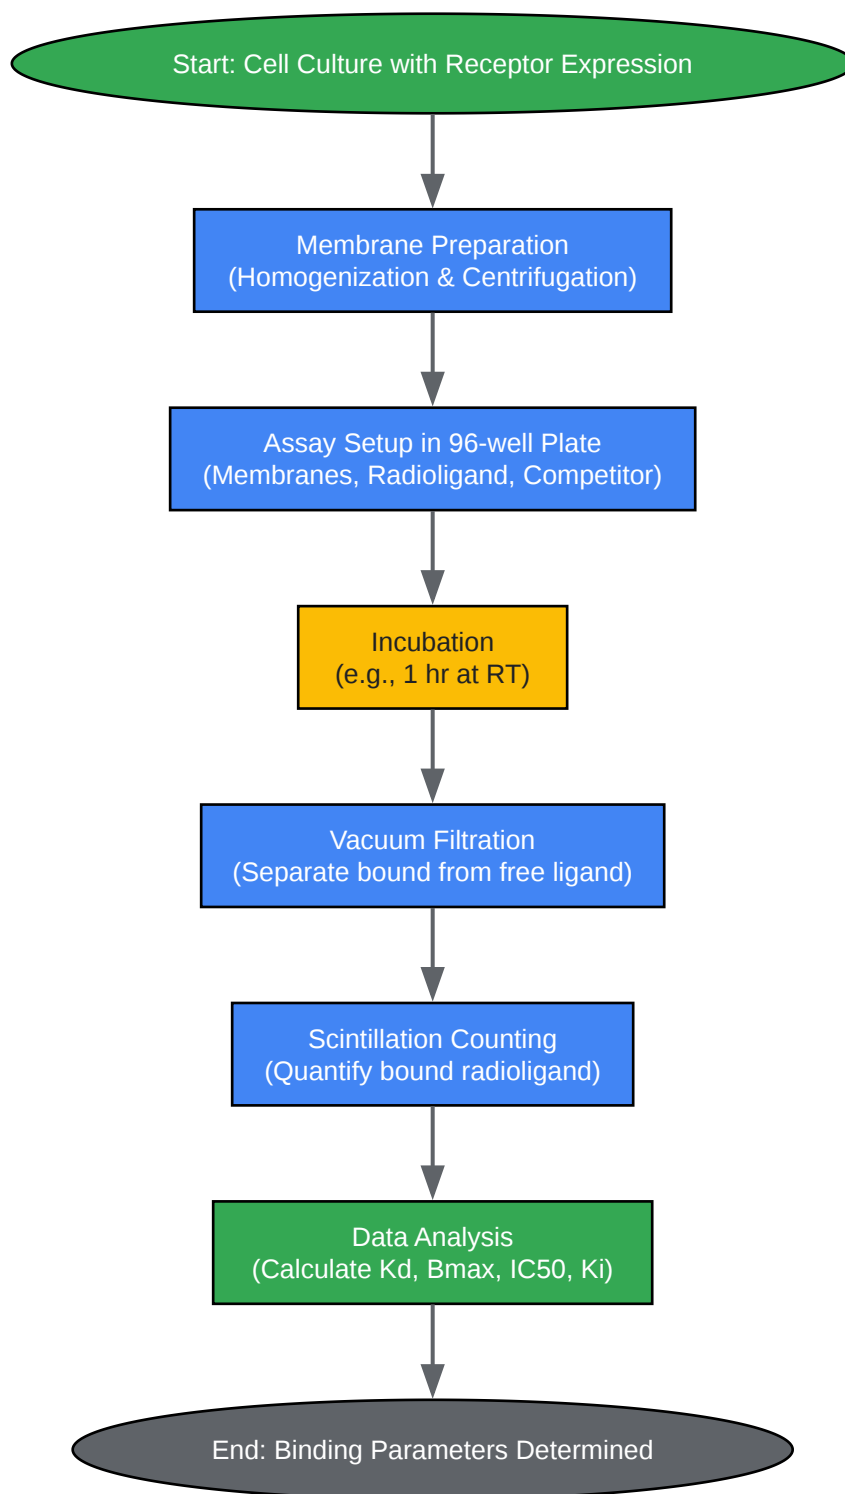 Start: Cell Culture with Receptor Expression
Membrane Preparation
(Homogenization & Centrifugation)
Assay Setup in 96-well Plate
(Membranes, Radioligand, Competitor)
Incubation
(e.g., 1 hr at RT)
Vacuum Filtration
(Separate bound from free ligand)
Scintillation Counting
(Quantify bound radioligand)
Data Analysis
(Calculate Kd, Bmax, IC50, Ki)
End: Binding Parameters Determined